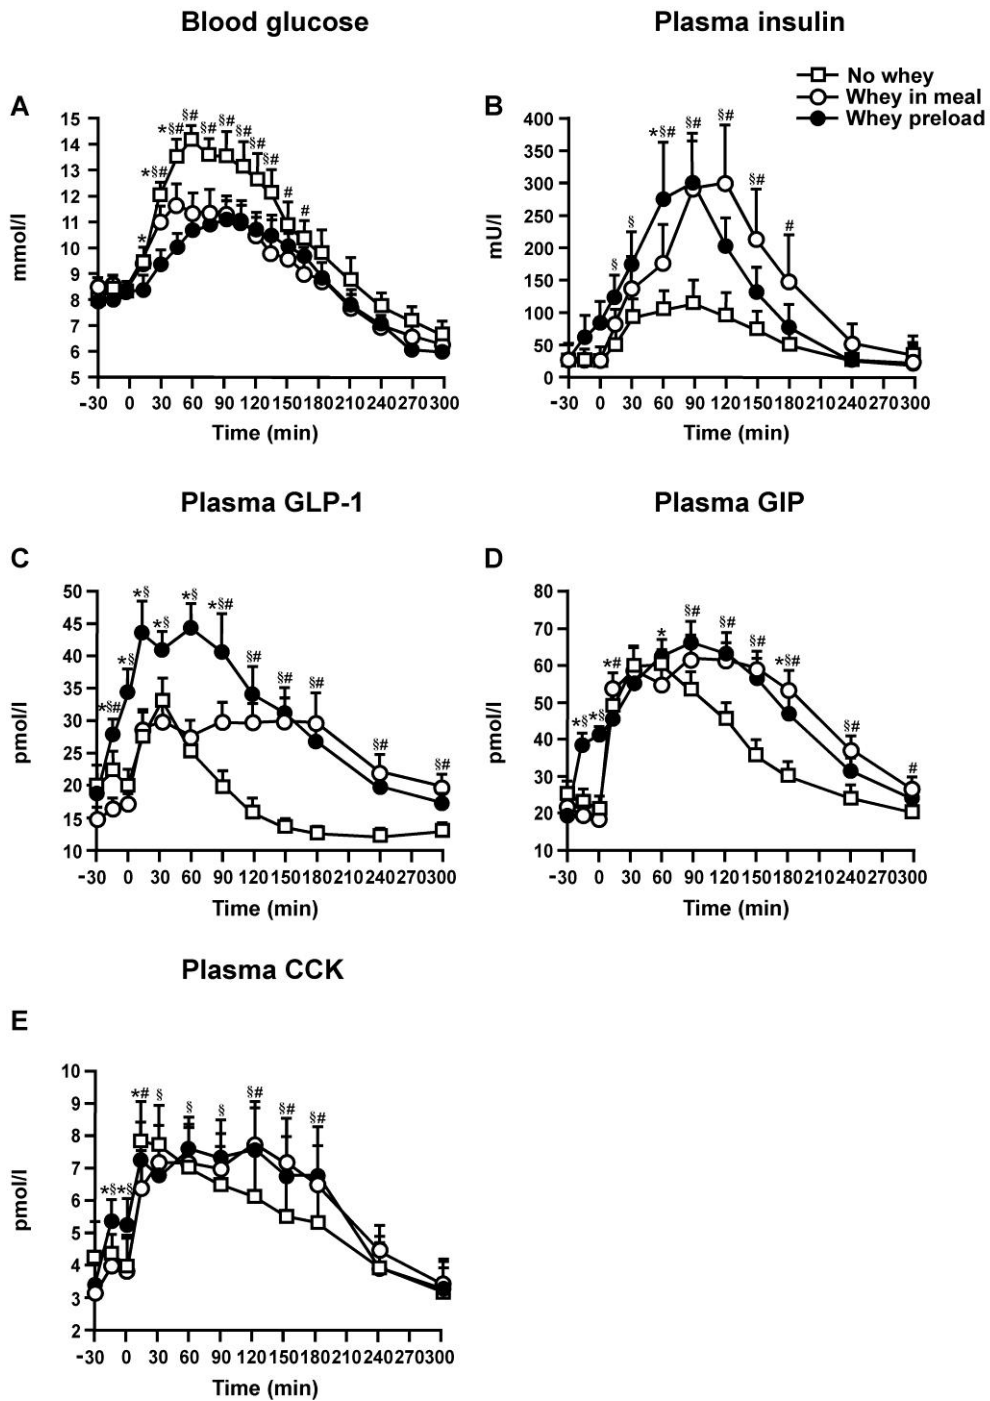 Blood glucose
Plasma insulin
No whey
Whey in meal
Whey preload
A
15
14
13
12
11
10
9
8
7
6
5
mmol/l
-30 0 30 60 90 120 150 180 210 240 270 300
Time (min)
* *§# *§# §# §# §# §# §# §# # #
B
400
350
300
250
200
150
100
50
0
mU/l
-30 0 30 60 90 120 150 180 210 240 270 300
Time (min)
§ § *§# §# §# §# #
Plasma GLP-1
Plasma GIP
C
50
45
40
35
30
25
20
15
10
pmol/l
-30 0 30 60 90 120 150 180 210 240 270 300
Time (min)
*§# *§ *§ *§ *§ *§# §# §# §# §# §#
D
80
70
60
50
40
30
20
10
pmol/l
-30 0 30 60 90 120 150 180 210 240 270 300
Time (min)
*§ *§ *# * §# §# §# *§# §# #
Plasma CCK
E
10
9
8
7
6
5
4
3
2
pmol/l
-30 0 30 60 90 120 150 180 210 240 270 300
Time (min)
*§ *§ *# § § § §# §# §#